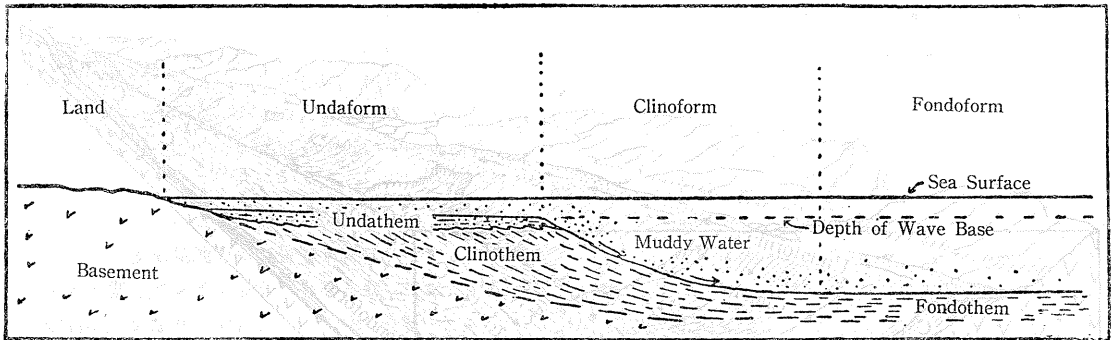 Land
Undaform
Clinoform
Fondoform
Sea Surface
Undathem
Depth of Wave Base
Muddy Water
Clinothem
Basement
Fondothem